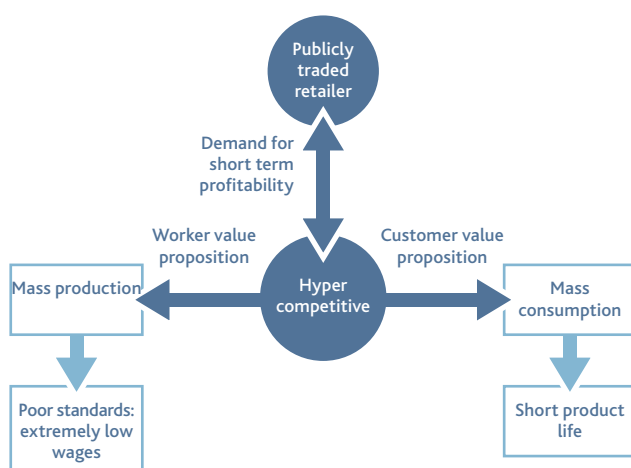 Publicly
traded
retailer
Demand for
short term
profitability
Worker value
proposition
Customer value
proposition
Mass production
Hyper
competitive
Mass
consumption
Poor standards:
extremely low
wages
Short product
life